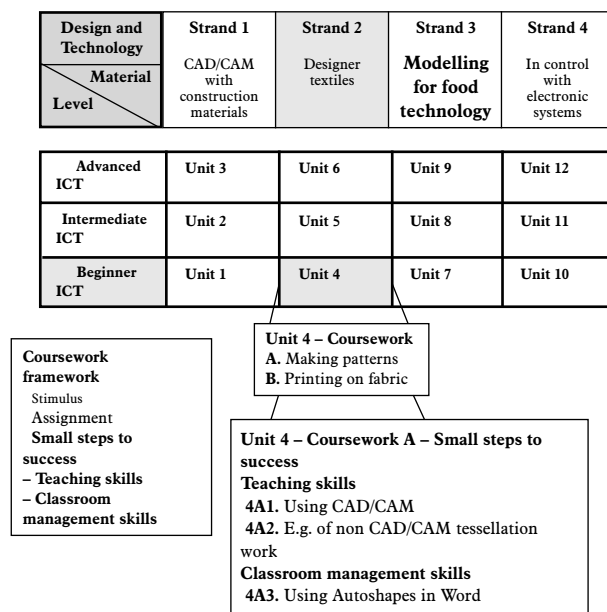 Design and
Technology
Material
Level
Strand 1
CAD/CAM
with
construction
materials
Strand 2
Designer
textiles
Strand 3
Modelling
for food
technology
Strand 4
In control
with
electronic
systems
Advanced
ICT
Unit 3
Unit 6
Unit 9
Unit 12
Intermediate
ICT
Unit 2
Unit 5
Unit 8
Unit 11
Beginner
ICT
Unit 1
Unit 4
Unit 7
Unit 10
Unit 4 – Coursework
A. Making patterns
B. Printing on fabric
Coursework
framework
Stimulus
Assignment
Small steps to
success
– Teaching skills
– Classroom
management skills
Unit 4 – Coursework A – Small steps to
success
Teaching skills
4A1. Using CAD/CAM
4A2. E.g. of non CAD/CAM tessellation
work
Classroom management skills
4A3. Using Autoshapes in Word